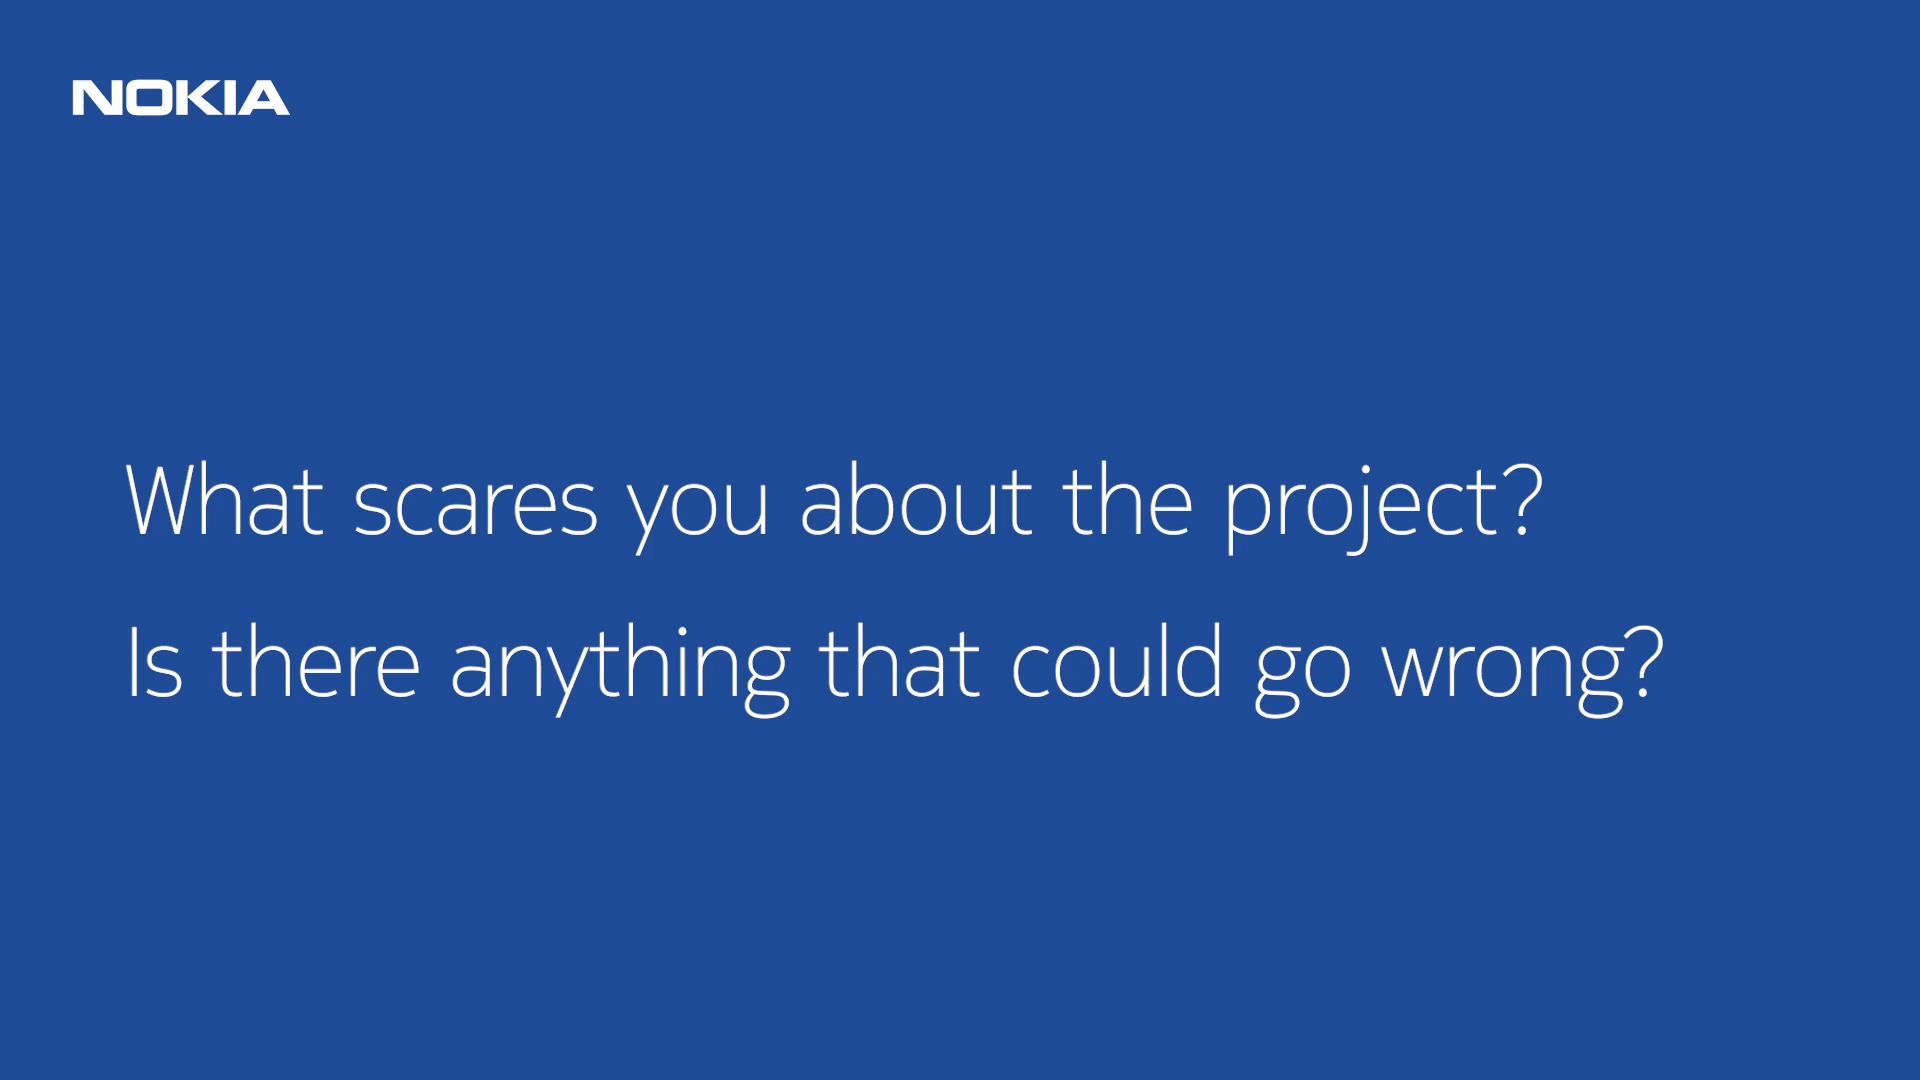 NOKIA
What scares you about the project?
Is there anything that could go wrong?